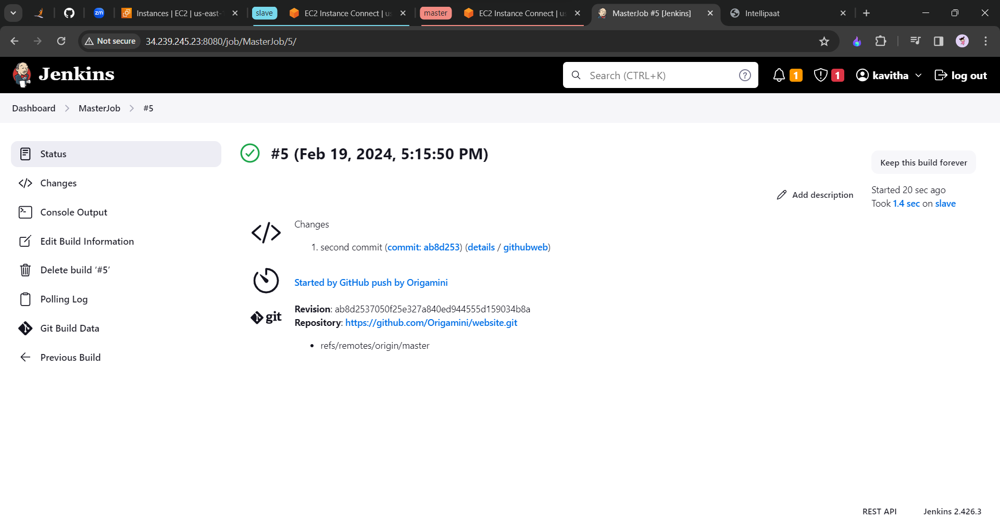 zm
Instances | EC2 | us-east-
slave
EC2 Instance Connect | us
master
EC2 Instance Connect | us
MasterJob #5 [Jenkins]
Intellipaat
Not secure
34.239.245.23:8080/job/MasterJob/5/
Jenkins
Search (CTRL+K)
?
1
1
kavitha
log out
Dashboard
MasterJob
#5
Status
Changes
Console Output
Edit Build Information
Delete build ‘#5’
Polling Log
Git Build Data
Previous Build
#5 (Feb 19, 2024, 5:15:50 PM)
Keep this build forever
Add description
Started 20 sec ago
Took 1.4 sec on slave
Changes
1. second commit (commit: ab8d253) (details / githubweb)
Started by GitHub push by Origamini
git
Revision: ab8d2537050f25e327a840ed944555d159034b8a
Repository: https://github.com/Origamini/website.git
• refs/remotes/origin/master
REST API
Jenkins 2.426.3